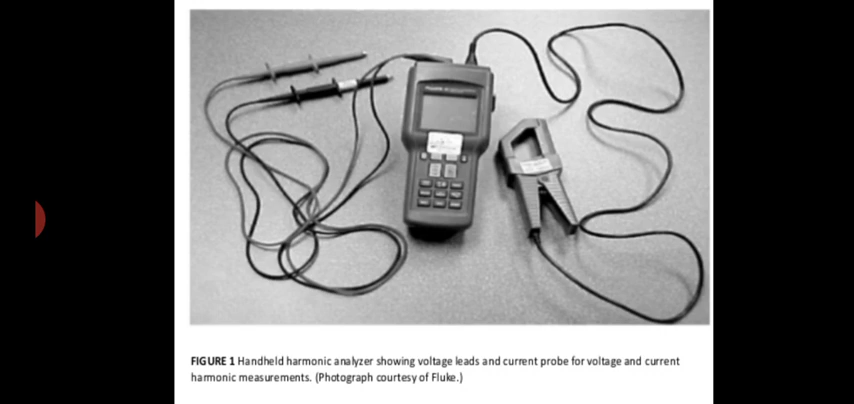 FIGURE 1 Handheld harmonic analyzer showing voltage leads and current probe for voltage and current
harmonic measurements. (Photograph courtesy of Fluke.)